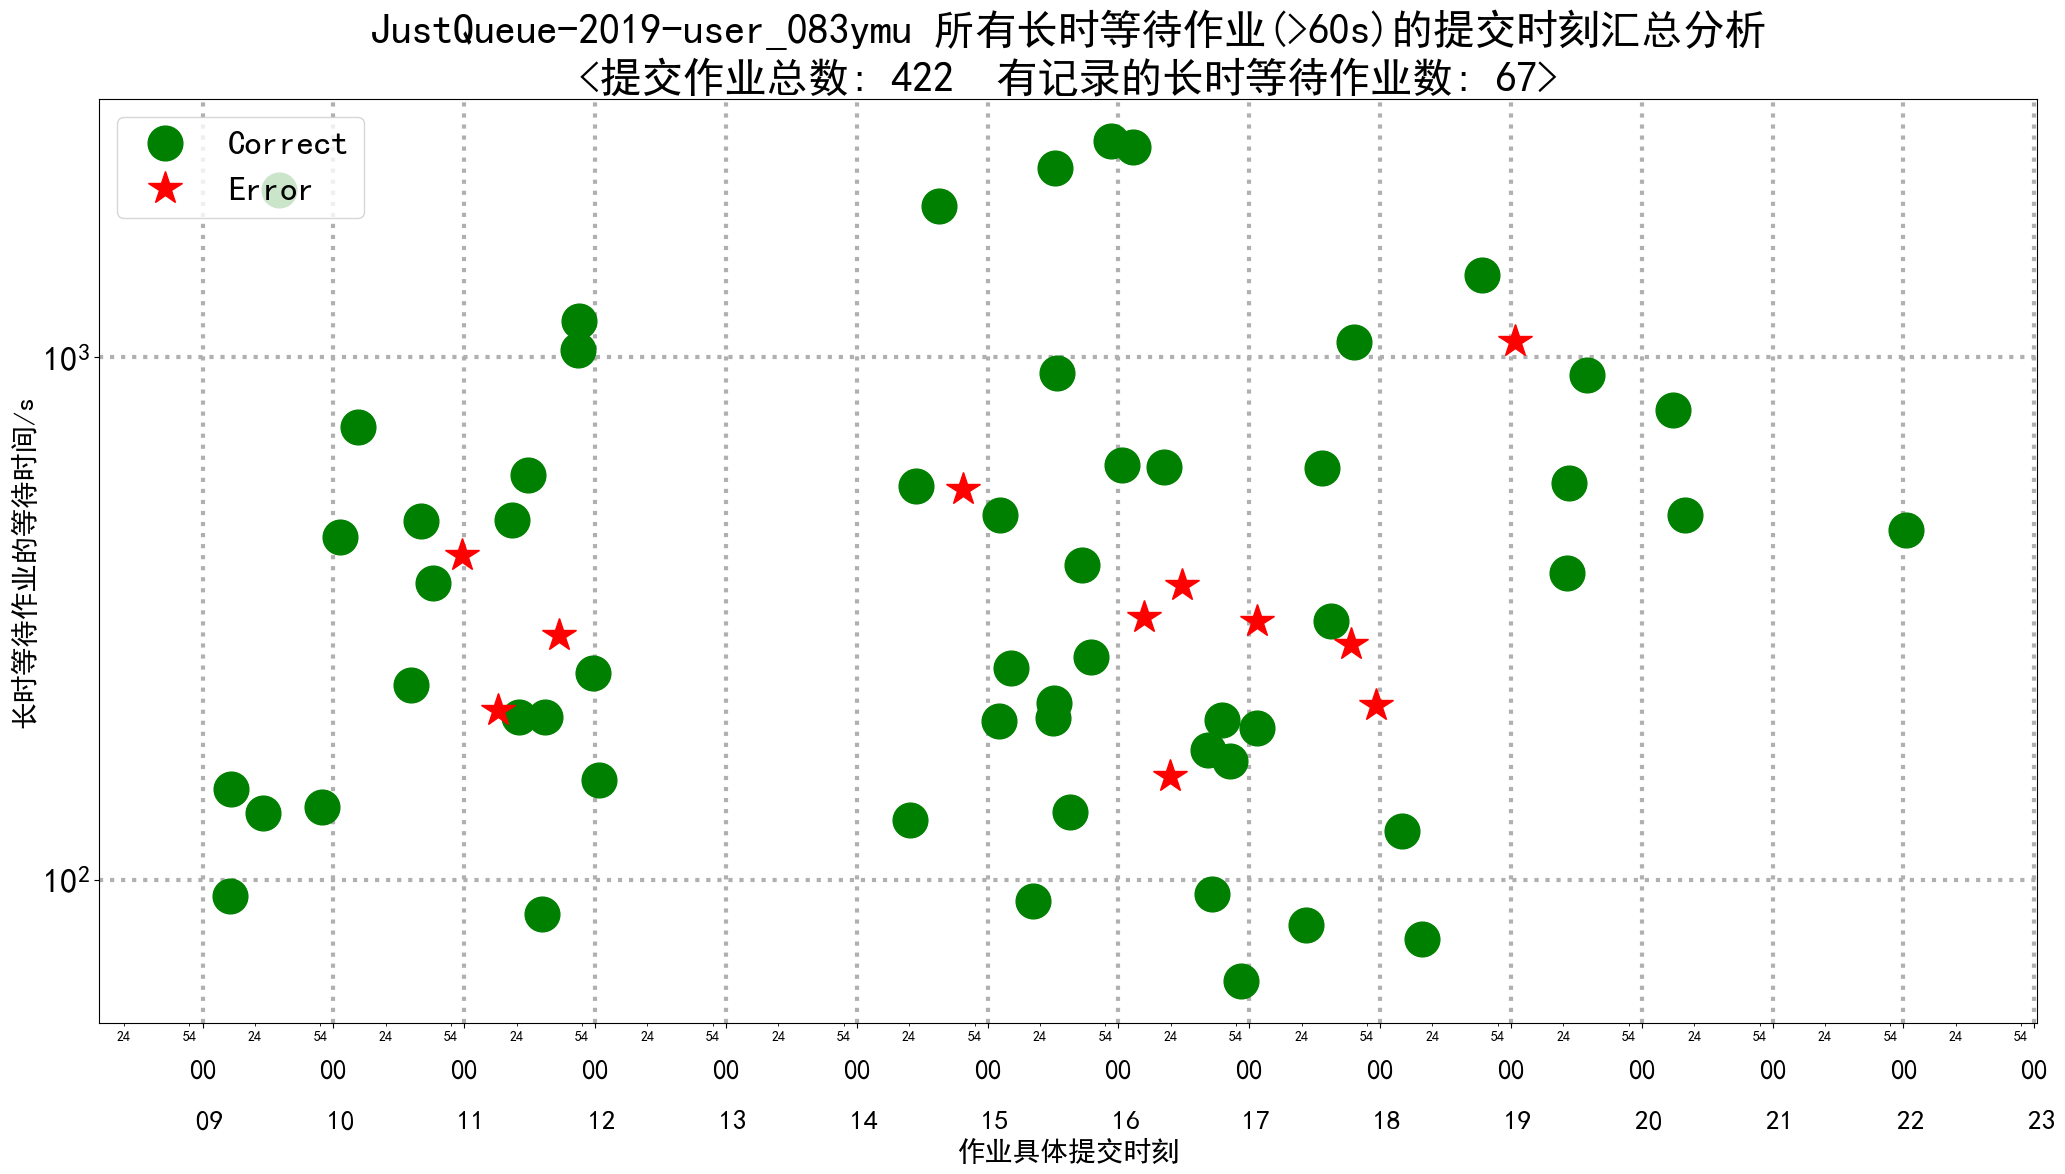 JustQueue-2019-user_083ymu 所有长时等待作业(>60s)的提交时刻汇总分析
<提交作业总数: 422  有记录的长时等待作业数: 67>
Correct
Error
长时等待作业的等待时间/s
10³
10²
24 54 24 54 24 54 24 54 24 54 24 54 24 54 24 54 24 54 24 54 24 54 24 54 24 54 24 54 24 54
00 00 00 00 00 00 00 00 00 00 00 00 00 00 00
09 10 11 12 13 14 15 16 17 18 19 20 21 22 23
作业具体提交时刻